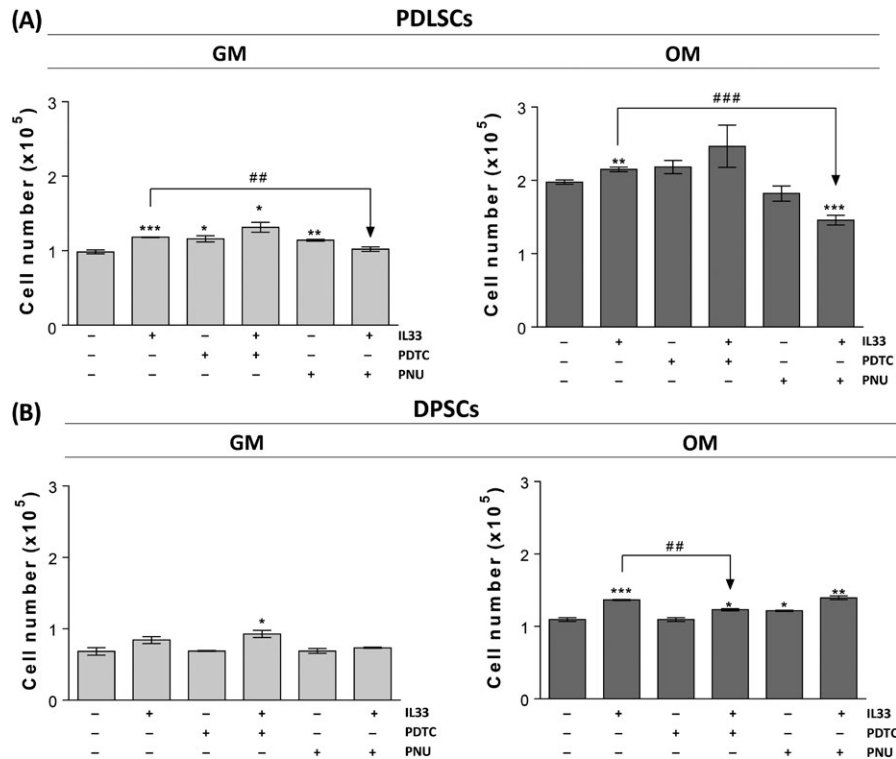 (A)
PDLSCs
GM
OM
Cell number (x10⁵)
3
2
1
0
***
*
*
**
##
– + – + – + IL33
– – + + – – PDTC
– – – – + + PNU
Cell number (x10⁵)
3
2
1
0
**
***
###
– + – + – + IL33
– – + + – – PDTC
– – – – + + PNU
(B)
DPSCs
GM
OM
Cell number (x10⁵)
3
2
1
0
*
– + – + – + IL33
– – + + – – PDTC
– – – – + + PNU
Cell number (x10⁵)
3
2
1
0
***
##
*
*
**
– + – + – + IL33
– – + + – – PDTC
– – – – + + PNU